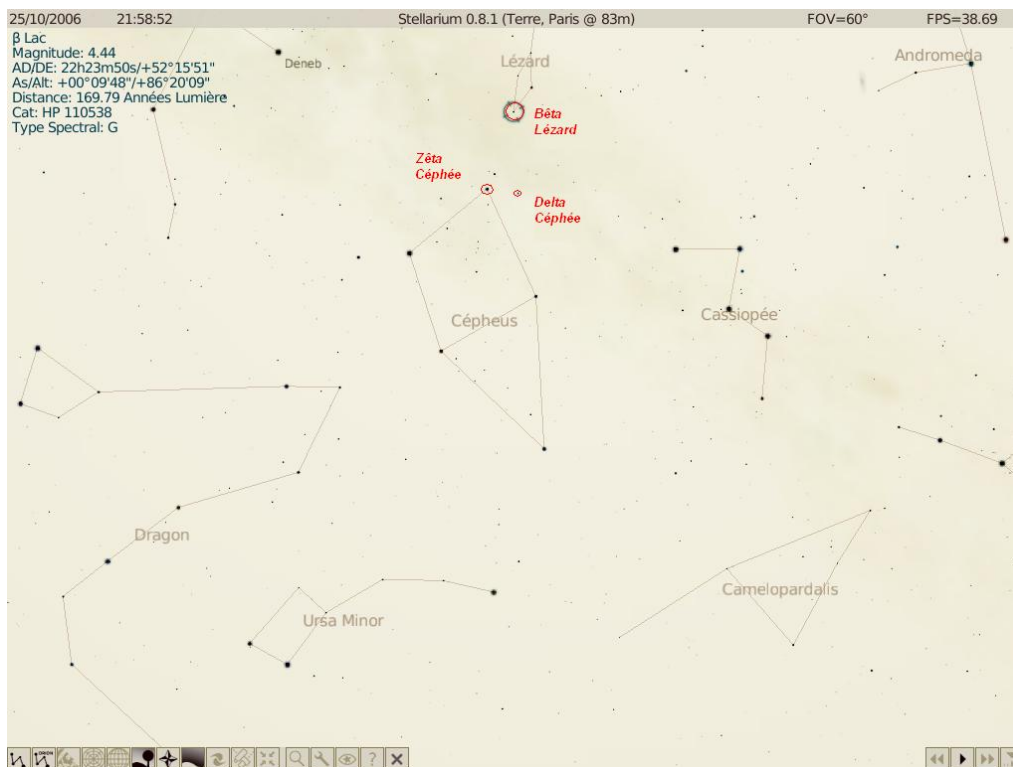 25/10/2006 21:58:52 Stellarium 0.8.1 (Terre, Paris @ 83m) FOV=60° FPS=38.69
β Lac
Magnitude: 4.44
AD/DE: 22h23m50s/+52°15'51"
As/Alt: +00°09'48"/+86°20'09"
Distance: 169.79 Années Lumière
Cat: HP 110538
Type Spectral: G
Deneb
Lézard
Andromeda
Bêta
Lézard
Zêta
Céphée
Delta
Céphée
Cépheus
Cassiopée
Dragon
Ursa Minor
Camelopardalis
ORION
?
X